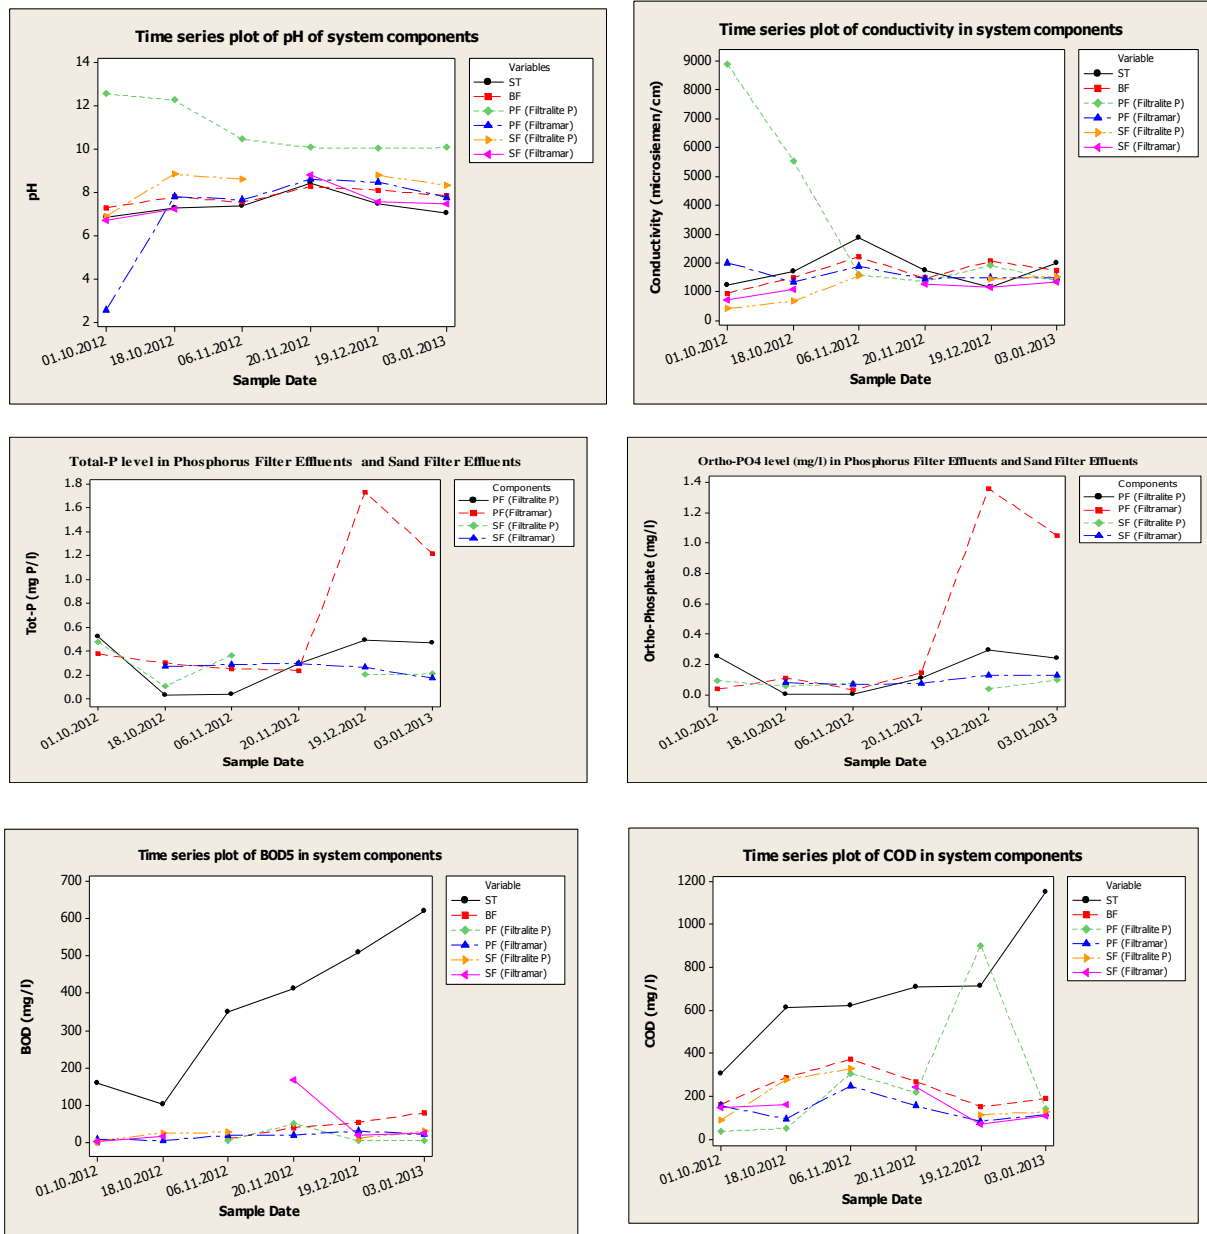 Time series plot of pH of system components
14
12
10
8
6
4
2
pH
01.10.2012
18.10.2012
06.11.2012
20.11.2012
19.12.2012
03.01.2013
Sample Date
Variables
ST
BF
PF (Filtralite P)
PF (Filtramar)
SF (Filtralite P)
SF (Filtramar)
Time series plot of conductivity in system components
9000
8000
7000
6000
5000
4000
3000
2000
1000
0
Conductivity (microsiemen/cm)
01.10.2012
18.10.2012
06.11.2012
20.11.2012
19.12.2012
03.01.2013
Sample Date
Variable
ST
BF
PF (Filtralite P)
PF (Filtramar)
SF (Filtralite P)
SF (Filtramar)
Total-P level in Phosphorus Filter Effluents and Sand Filter Effluents
1.8
1.6
1.4
1.2
1.0
0.8
0.6
0.4
0.2
0.0
Tot-P (mg P/l)
01.10.2012
18.10.2012
06.11.2012
20.11.2012
19.12.2012
03.01.2013
Sample Date
Components
PF (Filtralite P)
PF(Filtramar)
SF (Filtralite P)
SF (Filtramar)
Ortho-PO4 level (mg/l) in Phosphorus Filter Effluents and Sand Filter Effluents
1.4
1.2
1.0
0.8
0.6
0.4
0.2
0.0
Ortho-Phosphate (mg/l)
01.10.2012
18.10.2012
06.11.2012
20.11.2012
19.12.2012
03.01.2013
Sample Date
Components
PF (Filtralite P)
PF (Filtramar)
SF (Filtralite P)
SF (Filtramar)
Time series plot of BOD5 in system components
700
600
500
400
300
200
100
0
BOD (mg/l)
01.10.2012
18.10.2012
06.11.2012
20.11.2012
19.12.2012
03.01.2013
Sample Date
Variable
ST
BF
PF (Filtralite P)
PF (Filtramar)
SF (Filtralite P)
SF (Filtramar)
Time series plot of COD in system components
1200
1000
800
600
400
200
0
COD (mg/l)
01.10.2012
18.10.2012
06.11.2012
20.11.2012
19.12.2012
03.01.2013
Sample Date
Variable
ST
BF
PF (Filtralite P)
PF (Filtramar)
SF (Filtralite P)
SF (Filtramar)